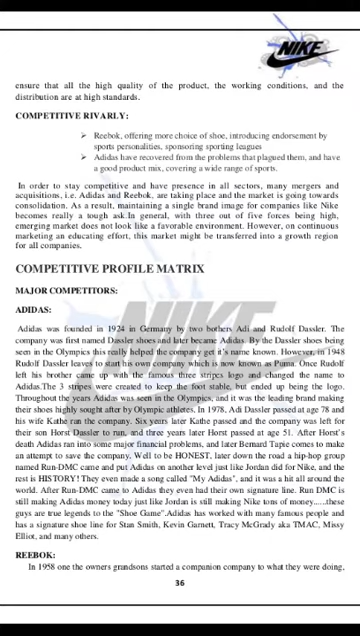 NIKE
ensure that all the high quality of the product, the working conditions, and the
distribution are at high standards.
COMPETITIVE RIVARLY:
➢ Reebok, offering more choice of shoe, introducing endorsement by
sports personalities, sponsoring sporting leagues
➢ Adidas have recovered from the problems that plagued them, and have
a good product mix, covering a wide range of sports.
In order to stay competitive and have presence in all sectors, many mergers and
acquisitions, i.e. Adidas and Reebok, are taking place and the market is going towards
consolidation. As a result, maintaining a single brand image for companies like Nike
becomes really a tough ask.In general, with three out of five forces being high,
emerging market does not look like a favorable environment. However, on continuous
marketing an educating effort, this market might be transferred into a growth region
for all companies.
COMPETITIVE PROFILE MATRIX
MAJOR COMPETITORS:
ADIDAS:
Adidas was founded in 1924 in Germany by two bothers Adi and Rudolf Dassler. The
company was first named Dassler shoes and later became Adidas. By the Dassler shoes being
seen in the Olympics this really helped the company get it's name known. However, in 1948
Rudolf Dassler leaves to start his own company which is now known as Puma. Once Rudolf
left his brother came up with the famous three stripes logo and changed the name to
Adidas.The 3 stripes were created to keep the foot stable, but ended up being the logo.
Throughout the years Adidas was seen in the Olympics, and it was the leading brand making
their shoes highly sought after by Olympic athletes. In 1978, Adi Dassler passed at age 78 and
his wife Kathe ran the company. Six years later Kathe passed and the company was left for
their son Horst Dassler to run, and three years later Horst passed at age 51. After Horst's
death Adidas ran into some major financial problems, and later Bernard Tapie comes to make
an attempt to save the company. Well to be HONEST, later down the road a hip-hop group
named Run-DMC came and put Adidas on another level just like Jordan did for Nike, and the
rest is HISTORY! They even made a song called "My Adidas", and it was a hit all around the
world. After Run-DMC came to Adidas they even had their own signature line. Run DMC is
still making Adidas money today just like Jordan is still making Nike tons of money......these
guys are true legends to the "Shoe Game".Adidas has worked with many famous people and
has a signature shoe line for Stan Smith, Kevin Garnett, Tracy McGrady aka TMAC, Missy
Elliot, and many others.
REEBOK:
In 1958 one the owners grandsons started a companion company to what they were doing,
36
NIKE